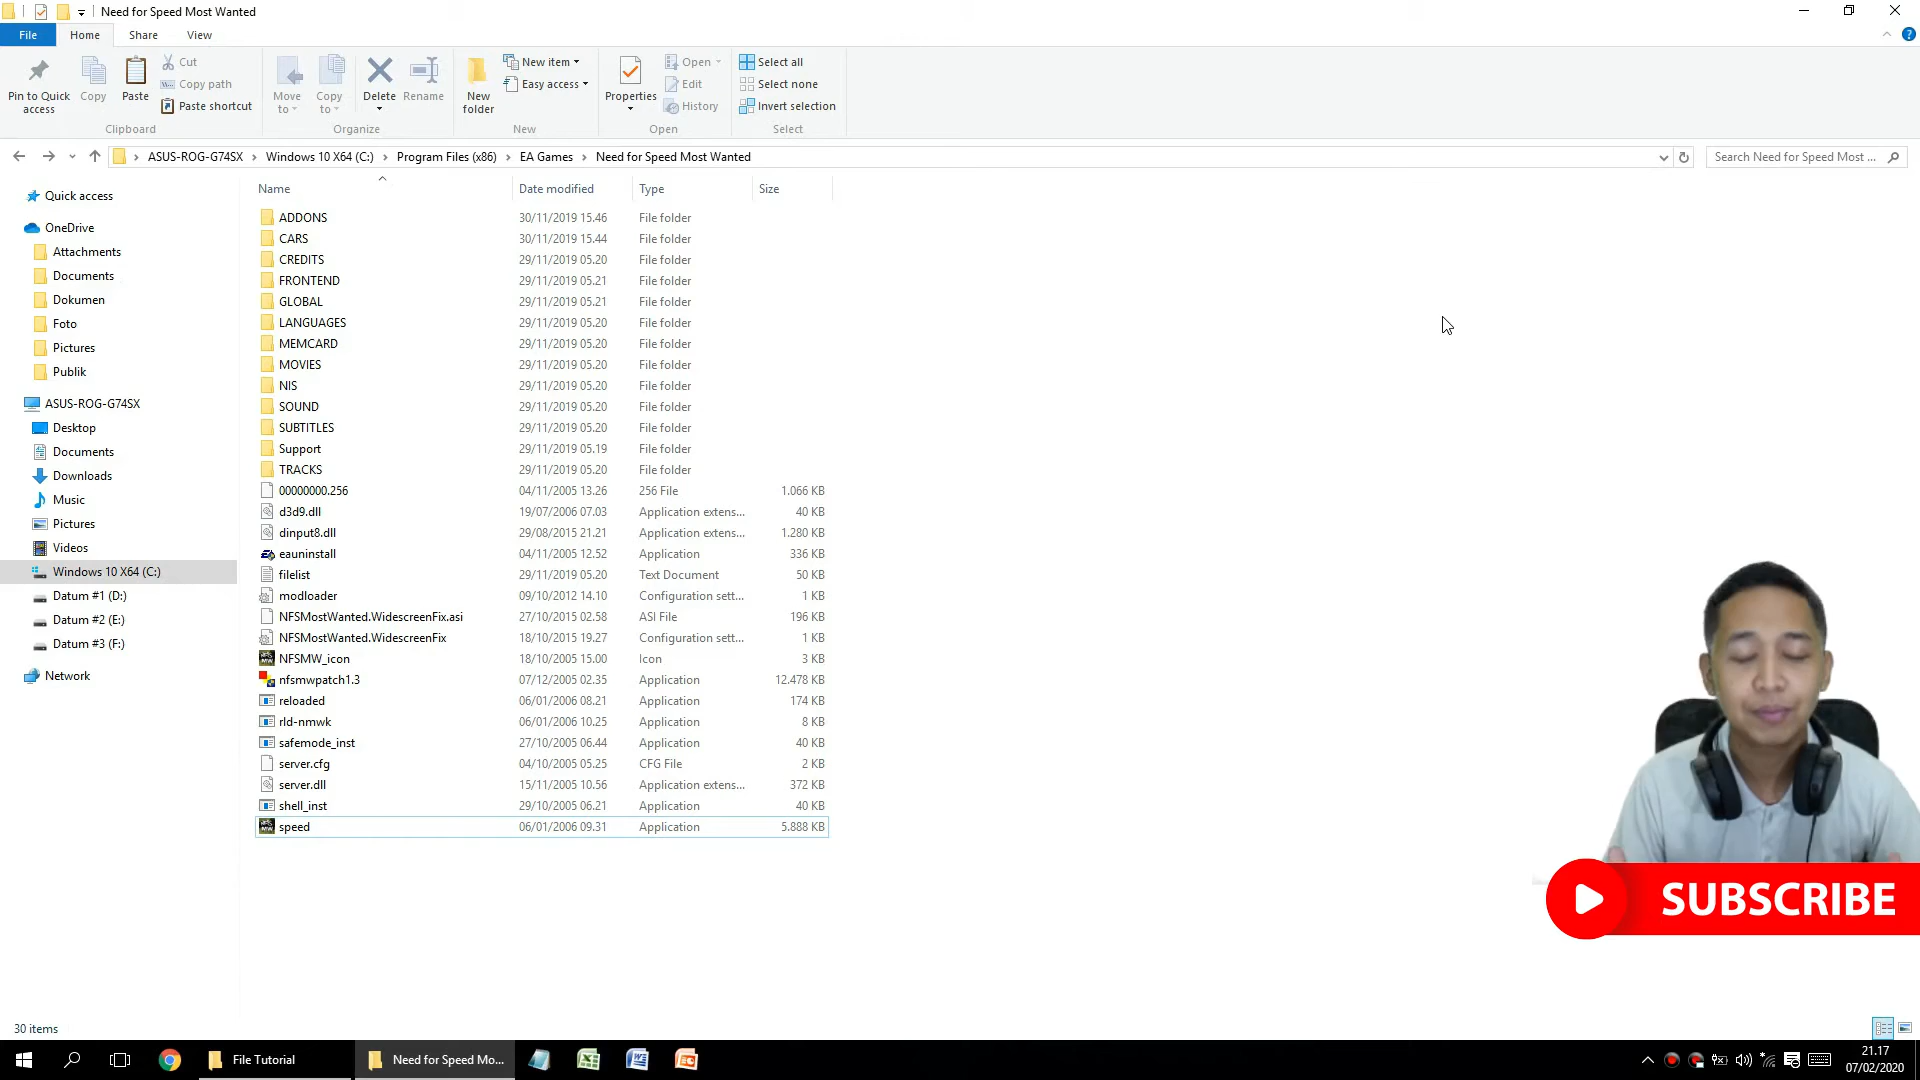 Need for Speed Most Wanted
File Home Share View
Pin to Quick access
Copy
Paste
Cut
Copy path
Paste shortcut
Clipboard
Move to
Copy to
Delete
Rename
Organize
New folder
New item
Easy access
New
Properties
Open
Edit
History
Open
Select all
Select none
Invert selection
Select
ASUS-ROG-G74SX > Windows 10 X64 (C:) > Program Files (x86) > EA Games > Need for Speed Most Wanted
Search Need for Speed Most ...
Quick access
OneDrive
Attachments
Documents
Dokumen
Foto
Pictures
Publik
ASUS-ROG-G74SX
Desktop
Documents
Downloads
Music
Pictures
Videos
Windows 10 X64 (C:)
Datum #1 (D:)
Datum #2 (E:)
Datum #3 (F:)
Network
Name Date modified Type Size
ADDONS 30/11/2019 15.46 File folder
CARS 30/11/2019 15.44 File folder
CREDITS 29/11/2019 05.20 File folder
FRONTEND 29/11/2019 05.21 File folder
GLOBAL 29/11/2019 05.21 File folder
LANGUAGES 29/11/2019 05.20 File folder
MEMCARD 29/11/2019 05.20 File folder
MOVIES 29/11/2019 05.20 File folder
NIS 29/11/2019 05.20 File folder
SOUND 29/11/2019 05.20 File folder
SUBTITLES 29/11/2019 05.20 File folder
Support 29/11/2019 05.19 File folder
TRACKS 29/11/2019 05.20 File folder
00000000.256 04/11/2005 13.26 256 File 1.066 KB
d3d9.dll 19/07/2006 07.03 Application extens... 40 KB
dinput8.dll 29/08/2015 21.21 Application extens... 1.280 KB
eauninstall 04/11/2005 12.52 Application 336 KB
filelist 29/11/2019 05.20 Text Document 50 KB
modloader 09/10/2012 14.10 Configuration sett... 1 KB
NFSMostWanted.WidescreenFix.asi 27/10/2015 02.58 ASI File 196 KB
NFSMostWanted.WidescreenFix 18/10/2015 19.27 Configuration sett... 1 KB
NFSMW_icon 18/10/2005 15.00 Icon 3 KB
nfsmwpatch1.3 07/12/2005 02.35 Application 12.478 KB
reloaded 06/01/2006 08.21 Application 174 KB
rld-nmwk 06/01/2006 10.25 Application 8 KB
safemode_inst 27/10/2005 06.44 Application 40 KB
server.cfg 04/10/2005 05.25 CFG File 2 KB
server.dll 15/11/2005 10.56 Application extens... 372 KB
shell_inst 29/10/2005 06.21 Application 40 KB
speed 06/01/2006 09.31 Application 5.888 KB
SUBSCRIBE
30 items
File Tutorial
Need for Speed Mo...
21.17
07/02/2020